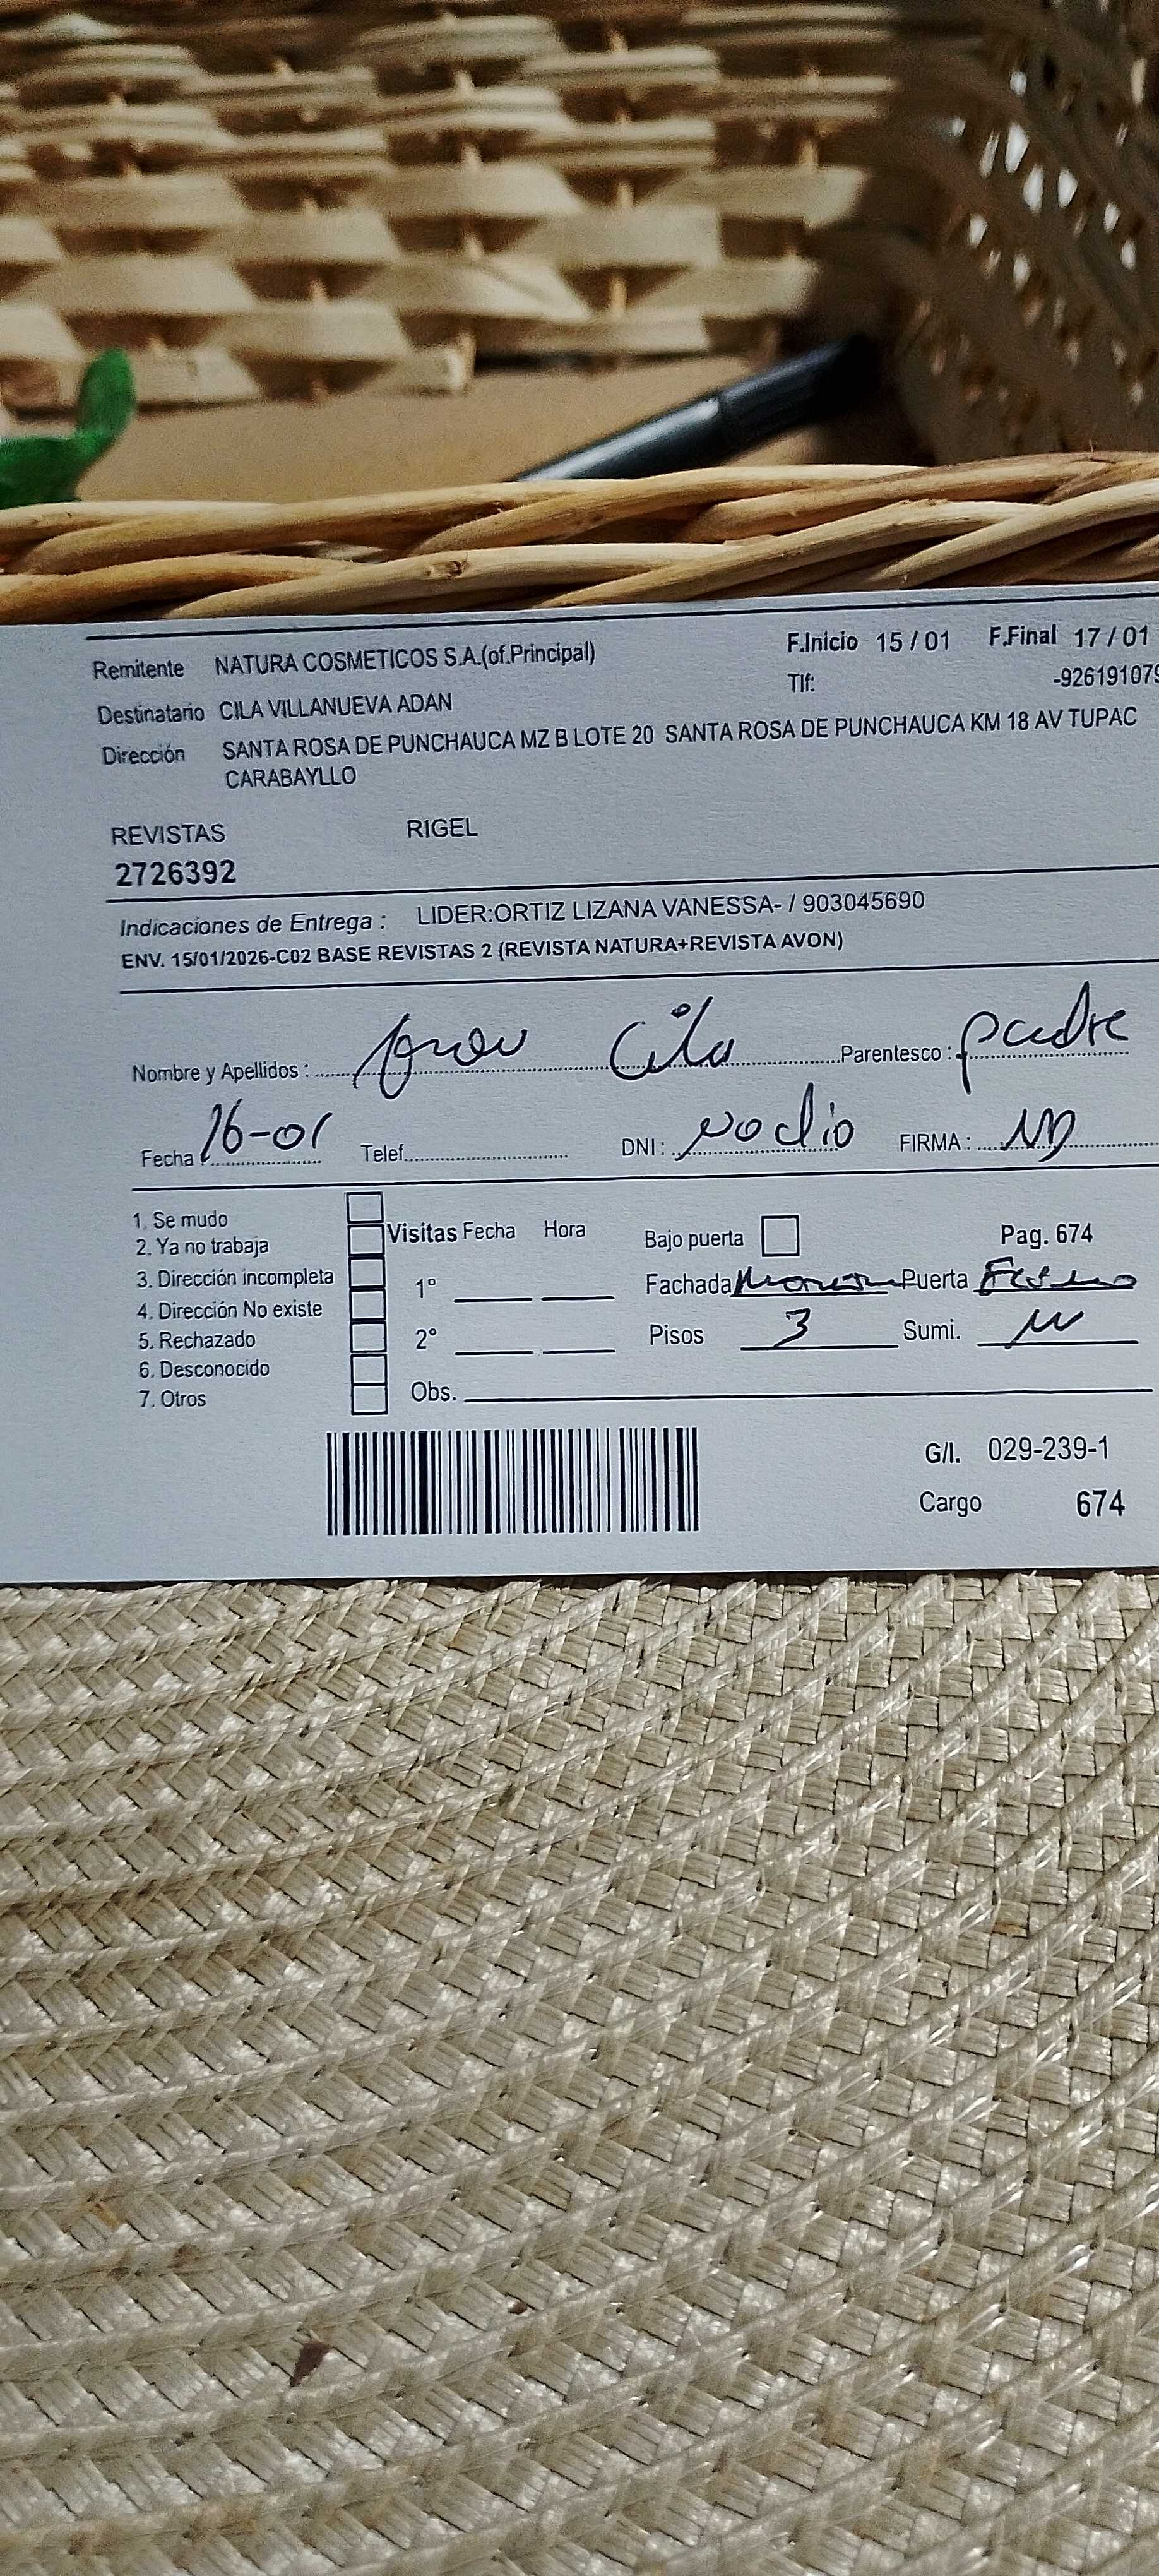 Remitente NATURA COSMETICOS S.A.(of.Principal) F.Inicio 15 / 01 F.Final 17 / 01
Destinatario CILA VILLANUEVA ADAN Tlf: -926191079
Dirección SANTA ROSA DE PUNCHAUCA MZ B LOTE 20 SANTA ROSA DE PUNCHAUCA KM 18 AV TUPAC
CARABAYLLO
REVISTAS RIGEL
2726392
Indicaciones de Entrega : LIDER:ORTIZ LIZANA VANESSA- / 903045690
ENV. 15/01/2026-C02 BASE REVISTAS 2 (REVISTA NATURA+REVISTA AVON)
Nombre y Apellidos : Cila Parentesco : padre
Fecha : 16-01 Telef. DNI : no dio FIRMA :
1. Se mudo
2. Ya no trabaja Visitas Fecha Hora Bajo puerta Pag. 674
3. Dirección incompleta 1° Fachada Puerta
4. Dirección No existe
5. Rechazado 2° Pisos 3 Sumi.
6. Desconocido
7. Otros Obs.
G/I. 029-239-1
Cargo 674